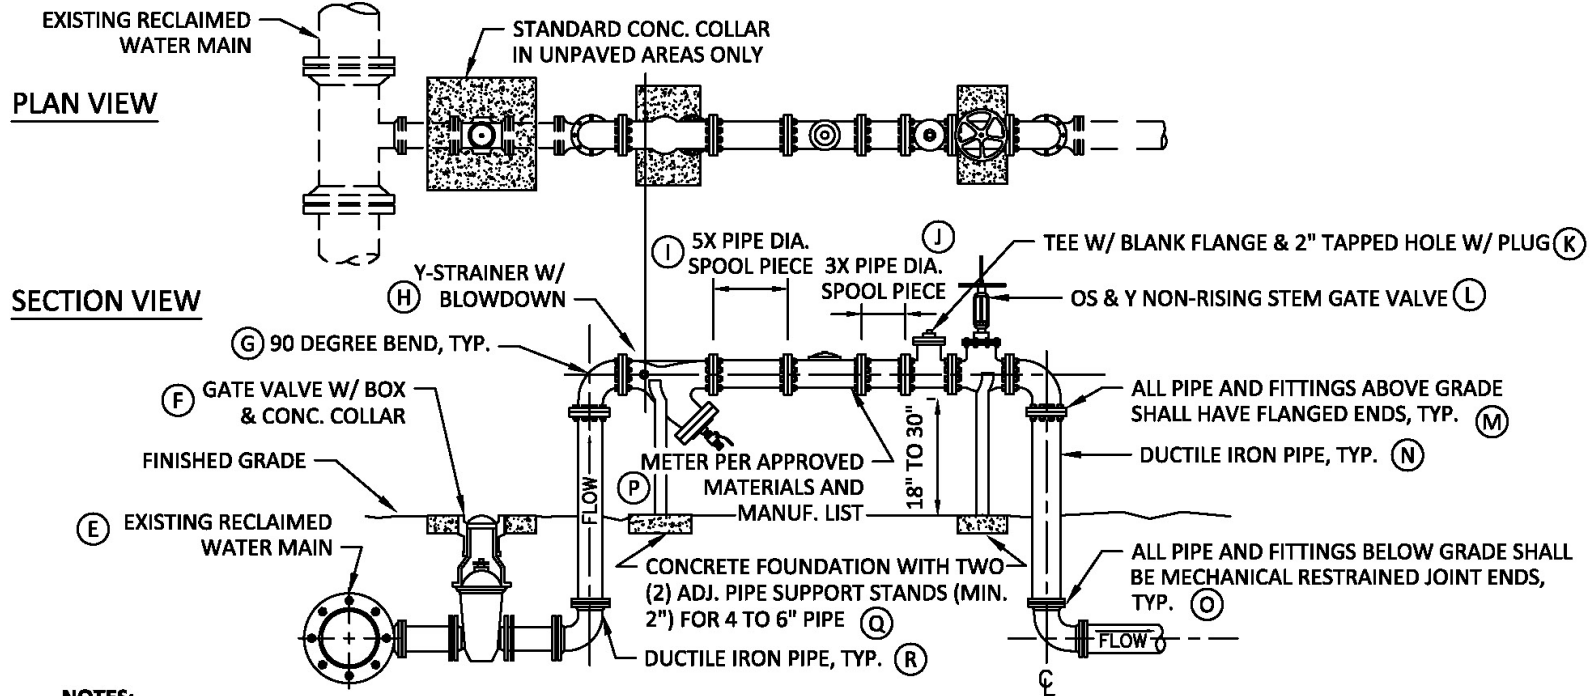 EXISTING RECLAIMED
WATER MAIN
STANDARD CONC. COLLAR
IN UNPAVED AREAS ONLY
PLAN VIEW
SECTION VIEW
I
5X PIPE DIA.
SPOOL PIECE
J
3X PIPE DIA.
SPOOL PIECE
TEE W/ BLANK FLANGE & 2" TAPPED HOLE W/ PLUG K
H
Y-STRAINER W/
BLOWDOWN
OS & Y NON-RISING STEM GATE VALVE L
G 90 DEGREE BEND, TYP.
F
GATE VALVE W/ BOX
& CONC. COLLAR
ALL PIPE AND FITTINGS ABOVE GRADE
SHALL HAVE FLANGED ENDS, TYP. M
FINISHED GRADE
DUCTILE IRON PIPE, TYP. N
P
METER PER APPROVED
MATERIALS AND
MANUF. LIST
18" TO 30"
FLOW
E
EXISTING RECLAIMED
WATER MAIN
CONCRETE FOUNDATION WITH TWO
(2) ADJ. PIPE SUPPORT STANDS (MIN.
2") FOR 4 TO 6" PIPE Q
ALL PIPE AND FITTINGS BELOW GRADE SHALL
BE MECHANICAL RESTRAINED JOINT ENDS,
TYP. O
DUCTILE IRON PIPE, TYP. R
FLOW
CL
NOTES: